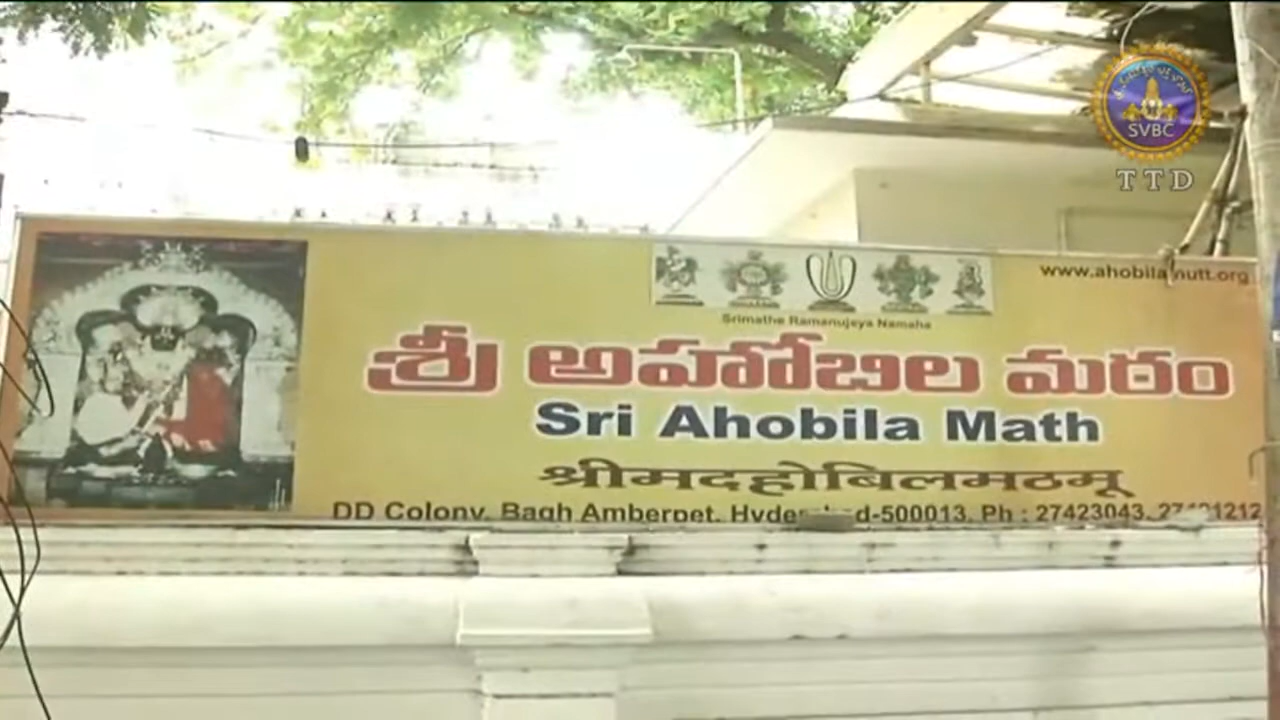 SVBC
TTD
www.ahobilamutt.org
Srimathe Ramanujeya Namaha
శ్రీ అహోబిల మఠం
Sri Ahobila Math
श्रीमदहोबिलमठमू
DD Colony, Bagh Amberpet, Hyderabad-500013, Ph : 27423043,